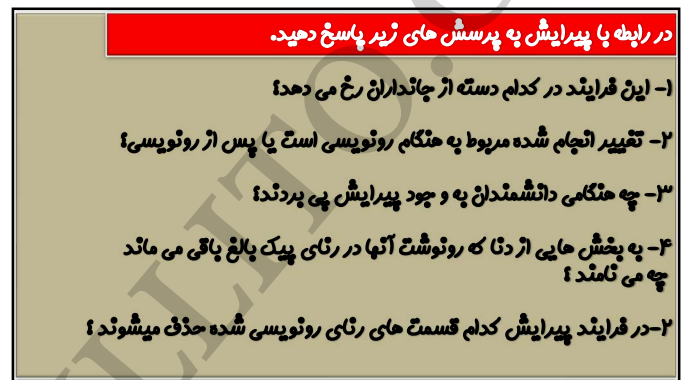 در رابطه با پیرایش به پرسش های زیر پاسخ دهید.
۱- این فرایند در کدام دسته از جانداران رخ می دهد؟
۲- تغییر انجام شده مربوط به هنگام رونویسی است یا پس از رونویسی؟
۳- چه هنگامی دانشمندان به و جود پیرایش پی بردند؟
۴- به بخش هایی از دنا که رونوشت آنها در رنای پیک بالغ باقی می ماند
چه می نامند ؟
۲-در فرایند پیرایش کدام قسمت های رنای رونویسی شده حذف میشوند ؟